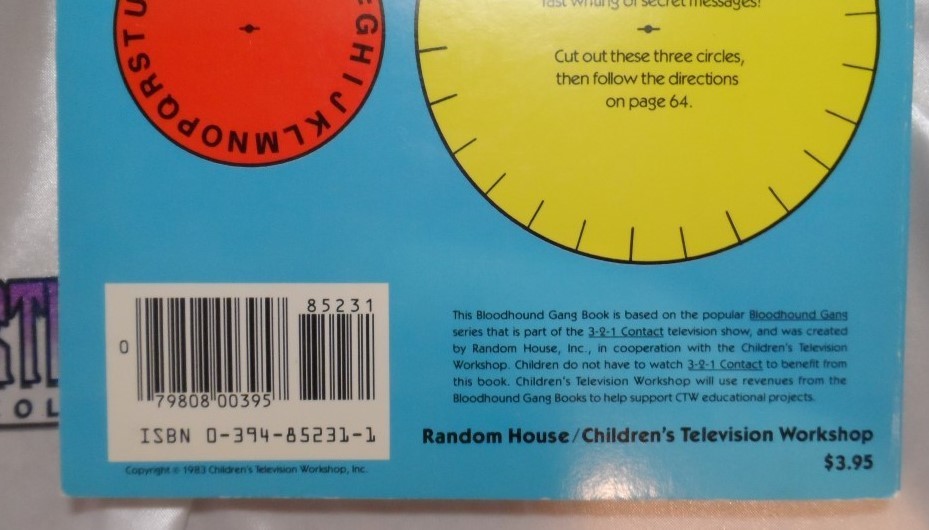 fast writing of secret messages!
Cut out these three circles,
then follow the directions
on page 64.
G H I J K L M N O P Q R S T U
85231
0
79808 00395
ISBN 0-394-85231-1
Copyright © 1983 Children's Television Workshop, Inc.
This Bloodhound Gang Book is based on the popular Bloodhound Gang
series that is part of the 3-2-1 Contact television show, and was created
by Random House, Inc., in cooperation with the Children's Television
Workshop. Children do not have to watch 3-2-1 Contact to benefit from
this book. Children's Television Workshop will use revenues from the
Bloodhound Gang Books to help support CTW educational projects.
Random House/Children's Television Workshop
$3.95